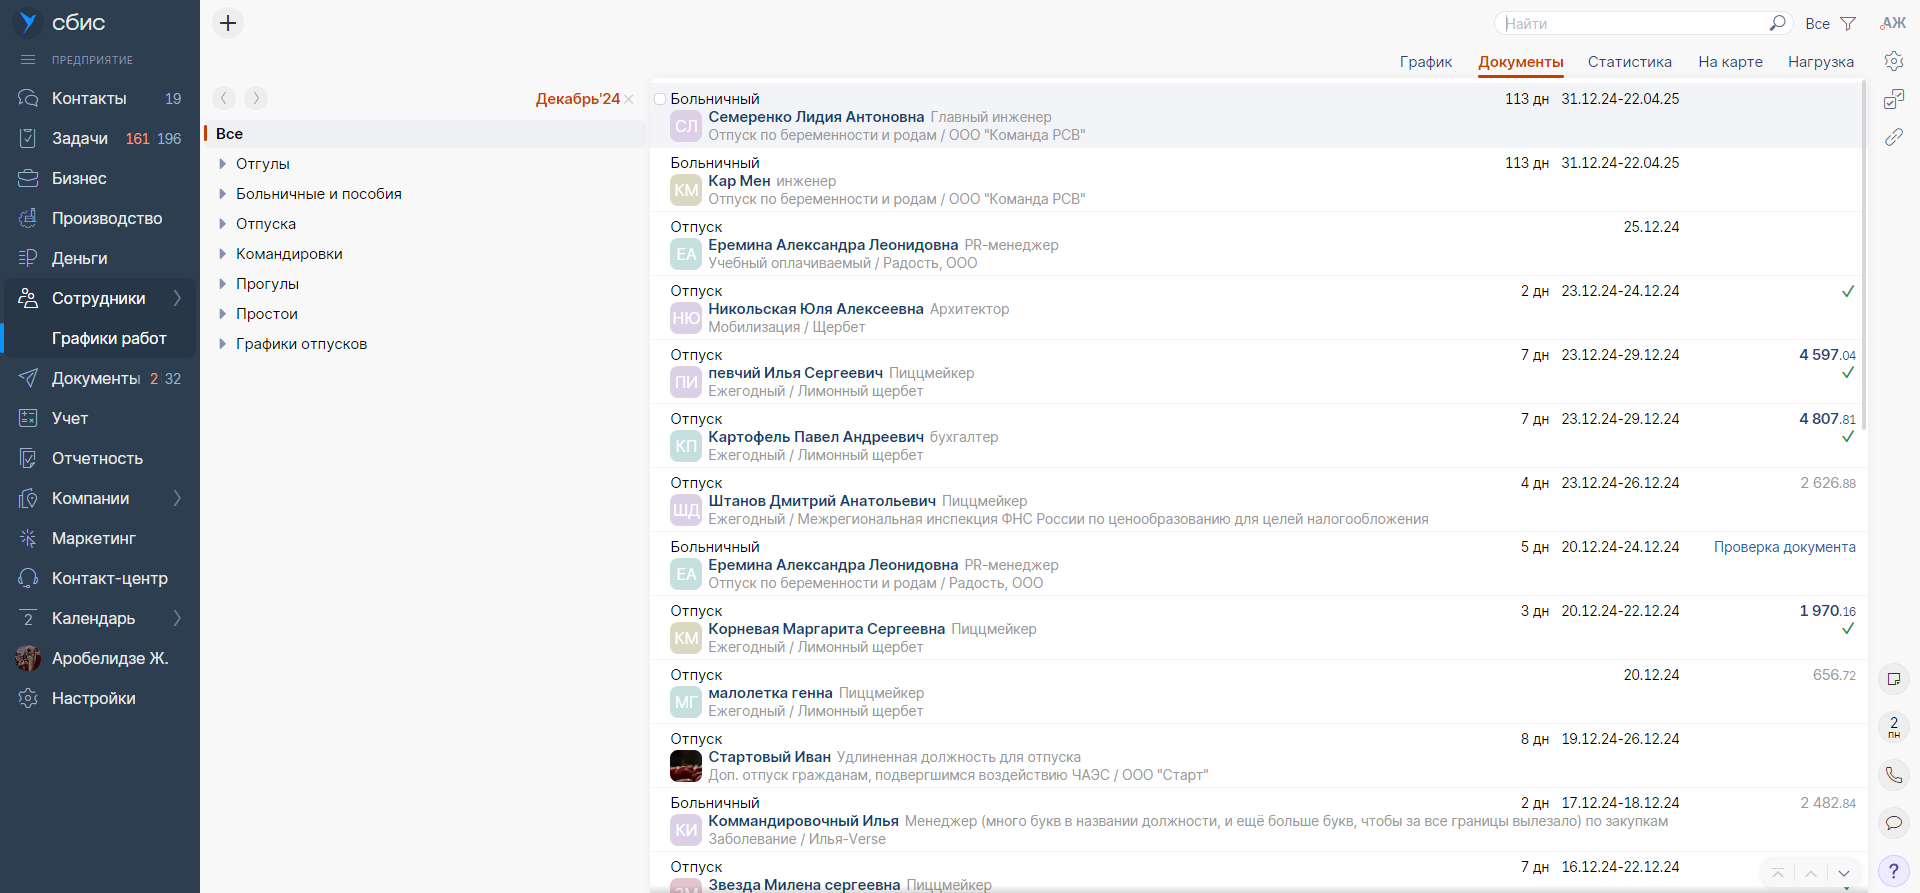 сбис
Найти
Все
АЖ
ПРЕДПРИЯТИЕ
График
Документы
Статистика
На карте
Нагрузка
Контакты 19
Задачи 161 196
Бизнес
Производство
Деньги
Сотрудники
Графики работ
Документы 2 32
Учет
Отчетность
Компании
Маркетинг
Контакт-центр
2 Календарь
Аробелидзе Ж.
Настройки
Декабрь'24
Все
Отгулы
Больничные и пособия
Отпуска
Командировки
Прогулы
Простои
Графики отпусков
Больничный 113 дн 31.12.24-22.04.25
СЛ Семеренко Лидия Антоновна Главный инженер
Отпуск по беременности и родам / ООО "Команда РСВ"
Больничный 113 дн 31.12.24-22.04.25
КМ Кар Мен инженер
Отпуск по беременности и родам / ООО "Команда РСВ"
Отпуск 25.12.24
ЕА Еремина Александра Леонидовна PR-менеджер
Учебный оплачиваемый / Радость, ООО
Отпуск 2 дн 23.12.24-24.12.24
НЮ Никольская Юля Алексеевна Архитектор
Мобилизация / Щербет
Отпуск 7 дн 23.12.24-29.12.24 4 597.04
ПИ певчий Илья Сергеевич Пиццмейкер
Ежегодный / Лимонный щербет
Отпуск 7 дн 23.12.24-29.12.24 4 807.81
КП Картофель Павел Андреевич бухгалтер
Ежегодный / Лимонный щербет
Отпуск 4 дн 23.12.24-26.12.24 2 626.88
ШД Штанов Дмитрий Анатольевич Пиццмейкер
Ежегодный / Межрегиональная инспекция ФНС России по ценообразованию для целей налогообложения
Больничный 5 дн 20.12.24-24.12.24 Проверка документа
ЕА Еремина Александра Леонидовна PR-менеджер
Отпуск по беременности и родам / Радость, ООО
Отпуск 3 дн 20.12.24-22.12.24 1 970.16
КМ Корневая Маргарита Сергеевна Пиццмейкер
Ежегодный / Лимонный щербет
Отпуск 20.12.24 656.72
МГ малолетка генна Пиццмейкер
Ежегодный / Лимонный щербет
Отпуск 8 дн 19.12.24-26.12.24
Стартовый Иван Удлиненная должность для отпуска
Доп. отпуск гражданам, подвергшимся воздействию ЧАЭС / ООО "Старт"
Больничный 2 дн 17.12.24-18.12.24 2 482.84
КИ Коммандировочный Илья Менеджер (много букв в названии должности, и ещё больше букв, чтобы за все границы вылезало) по закупкам
Заболевание / Илья-Verse
Отпуск 7 дн 16.12.24-22.12.24
ЗМ Звезда Милена сергеевна Пиццмейкер
2
пн
?